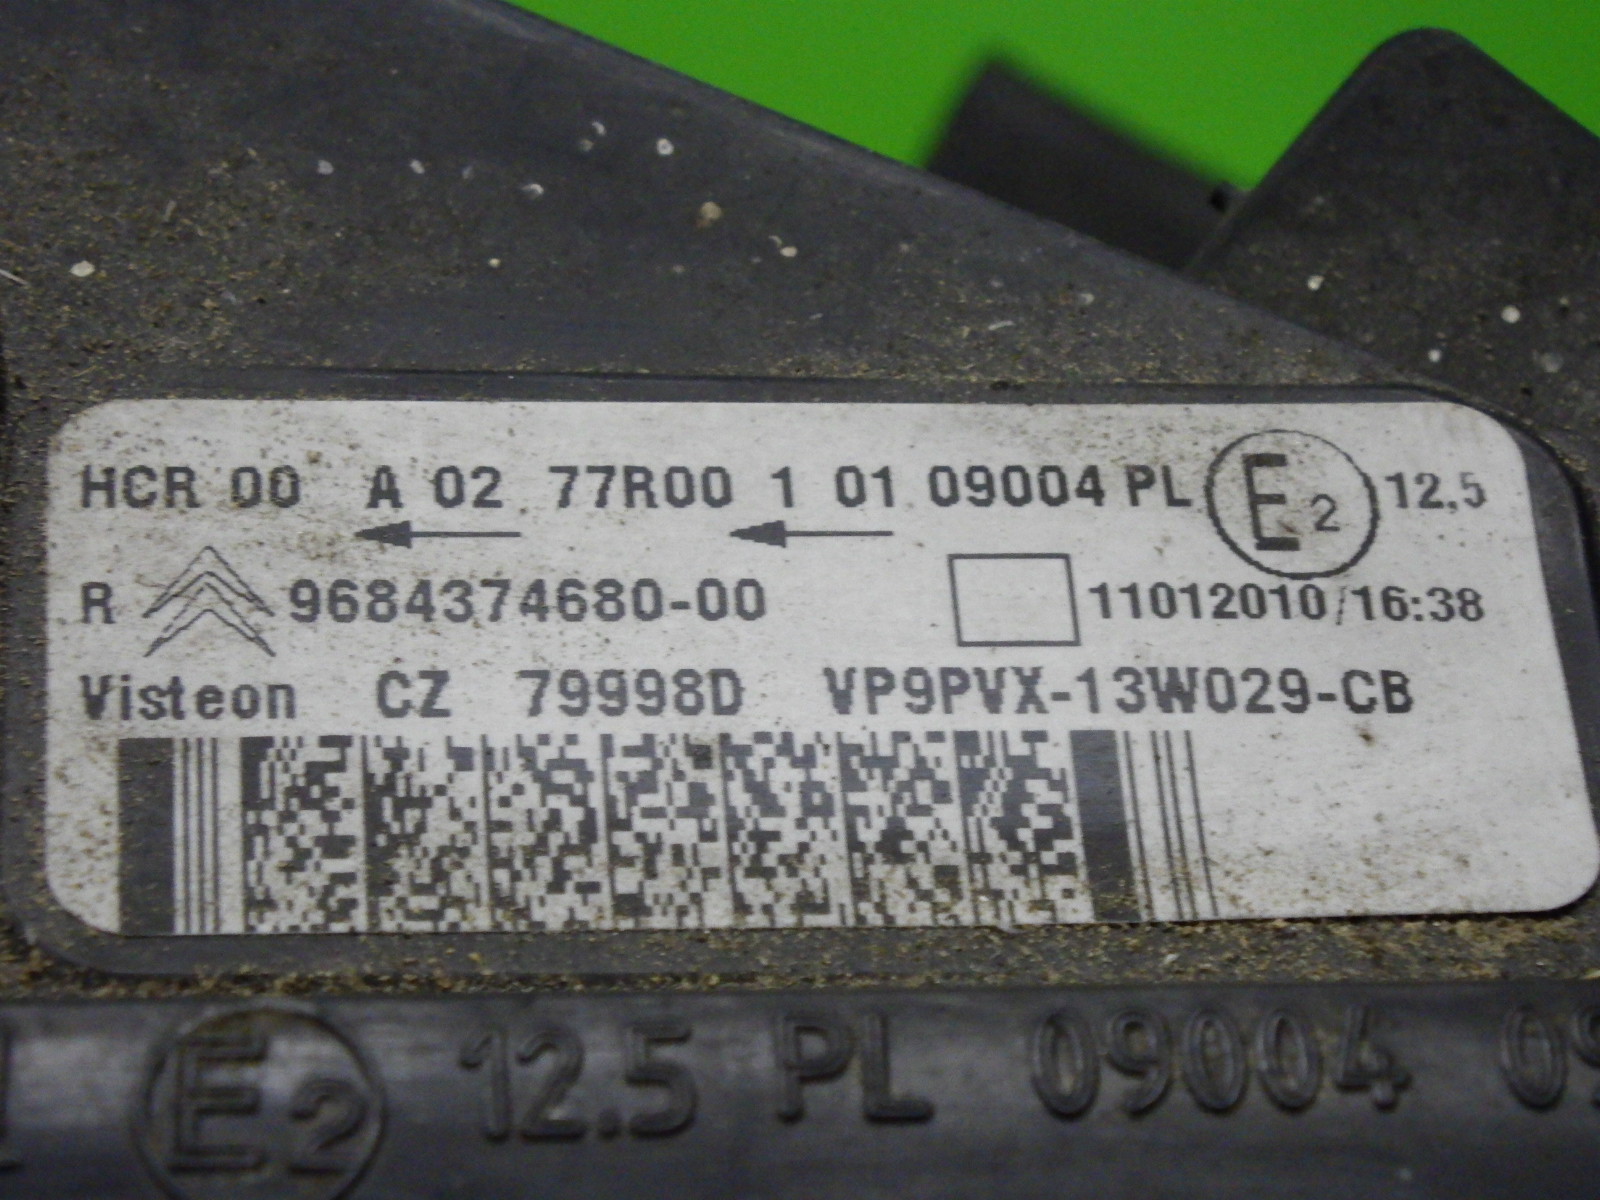 HCR 00 A 02 77R00 1 01 09004 PL E2 12,5
R 9684374680-00 11012010/16:38
Visteon CZ 79998D VP9PVX-13W029-CB
E2 12.5 PL 09004